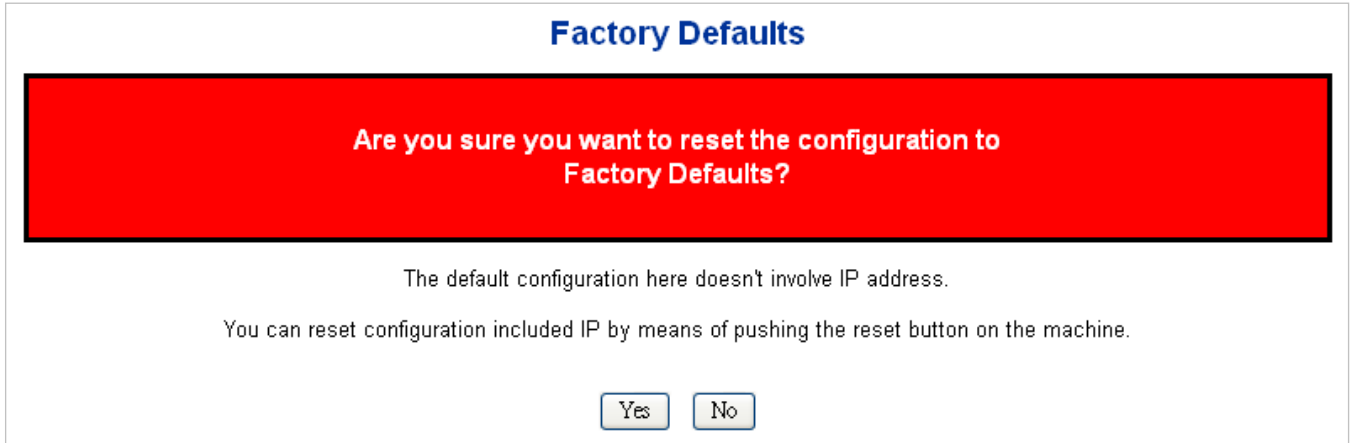 Factory Defaults
Are you sure you want to reset the configuration to
Factory Defaults?
The default configuration here doesn't involve IP address.
You can reset configuration included IP by means of pushing the reset button on the machine.
Yes No